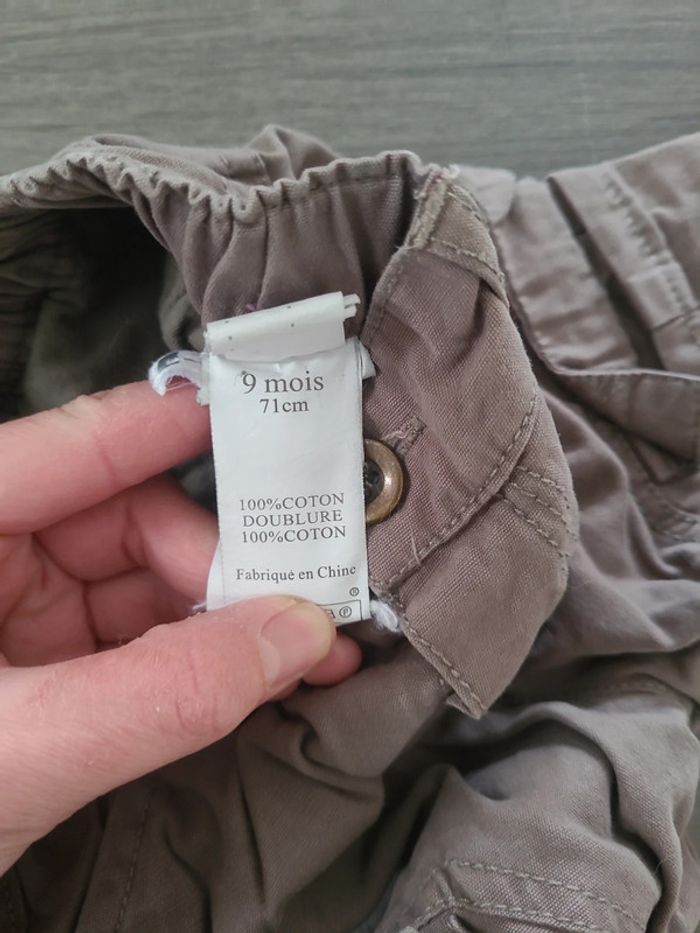 9 mois
71cm
100%COTON
DOUBLURE
100%COTON
Fabriqué en Chine
®
A Ⓟ